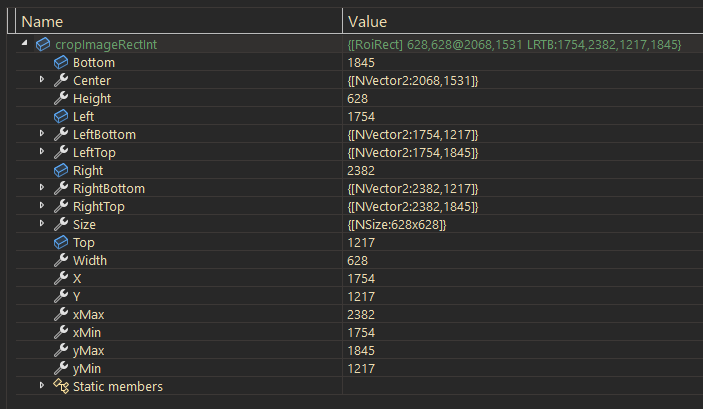 Name Value
cropImageRectInt {[RoiRect] 628,628@2068,1531 LRTB:1754,2382,1217,1845}
Bottom 1845
Center {[NVector2:2068,1531]}
Height 628
Left 1754
LeftBottom {[NVector2:1754,1217]}
LeftTop {[NVector2:1754,1845]}
Right 2382
RightBottom {[NVector2:2382,1217]}
RightTop {[NVector2:2382,1845]}
Size {[NSize:628x628]}
Top 1217
Width 628
X 1754
Y 1217
xMax 2382
xMin 1754
yMax 1845
yMin 1217
Static members